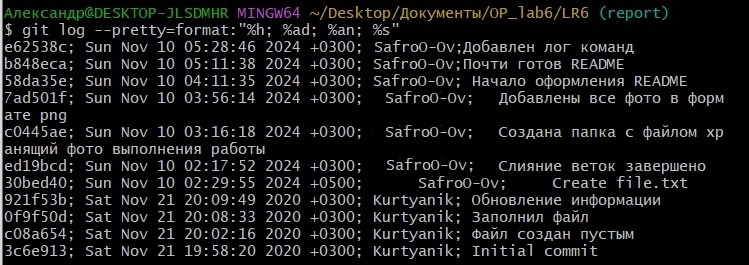 Александр@DESKTOP-JLSDMHR MINGW64 ~/Desktop/Документы/OP_lab6/LR6 (report)
$ git log --pretty=format:"%h; %ad; %an; %s"
e62538c; Sun Nov 10 05:28:46 2024 +0300; SafroO-Ov;Добавлен лог команд
b848eca; Sun Nov 10 05:11:38 2024 +0300; SafroO-Ov;Почти готов README
58da35e; Sun Nov 10 04:11:35 2024 +0300; SafroO-Ov; Начало оформления README
7ad501f; Sun Nov 10 03:56:14 2024 +0300; SafroO-Ov; Добавлены все фото в форм
ате png
c0445ae; Sun Nov 10 03:16:18 2024 +0300; SafroO-Ov; Создана папка с файлом хр
анящий фото выполнения работы
ed19bcd; Sun Nov 10 02:17:52 2024 +0300; SafroO-Ov; Слияние веток завершено
30bed40; Sun Nov 10 02:29:55 2024 +0500; SafroO-Ov; Create file.txt
921f53b; Sat Nov 21 20:09:49 2020 +0300; Kurtyanik; Обновление информации
0f9f50d; Sat Nov 21 20:08:33 2020 +0300; Kurtyanik; Заполнил файл
c08a654; Sat Nov 21 20:02:16 2020 +0300; Kurtyanik; Файл создан пустым
3c6e913; Sat Nov 21 19:58:20 2020 +0300; Kurtyanik; Initial commit